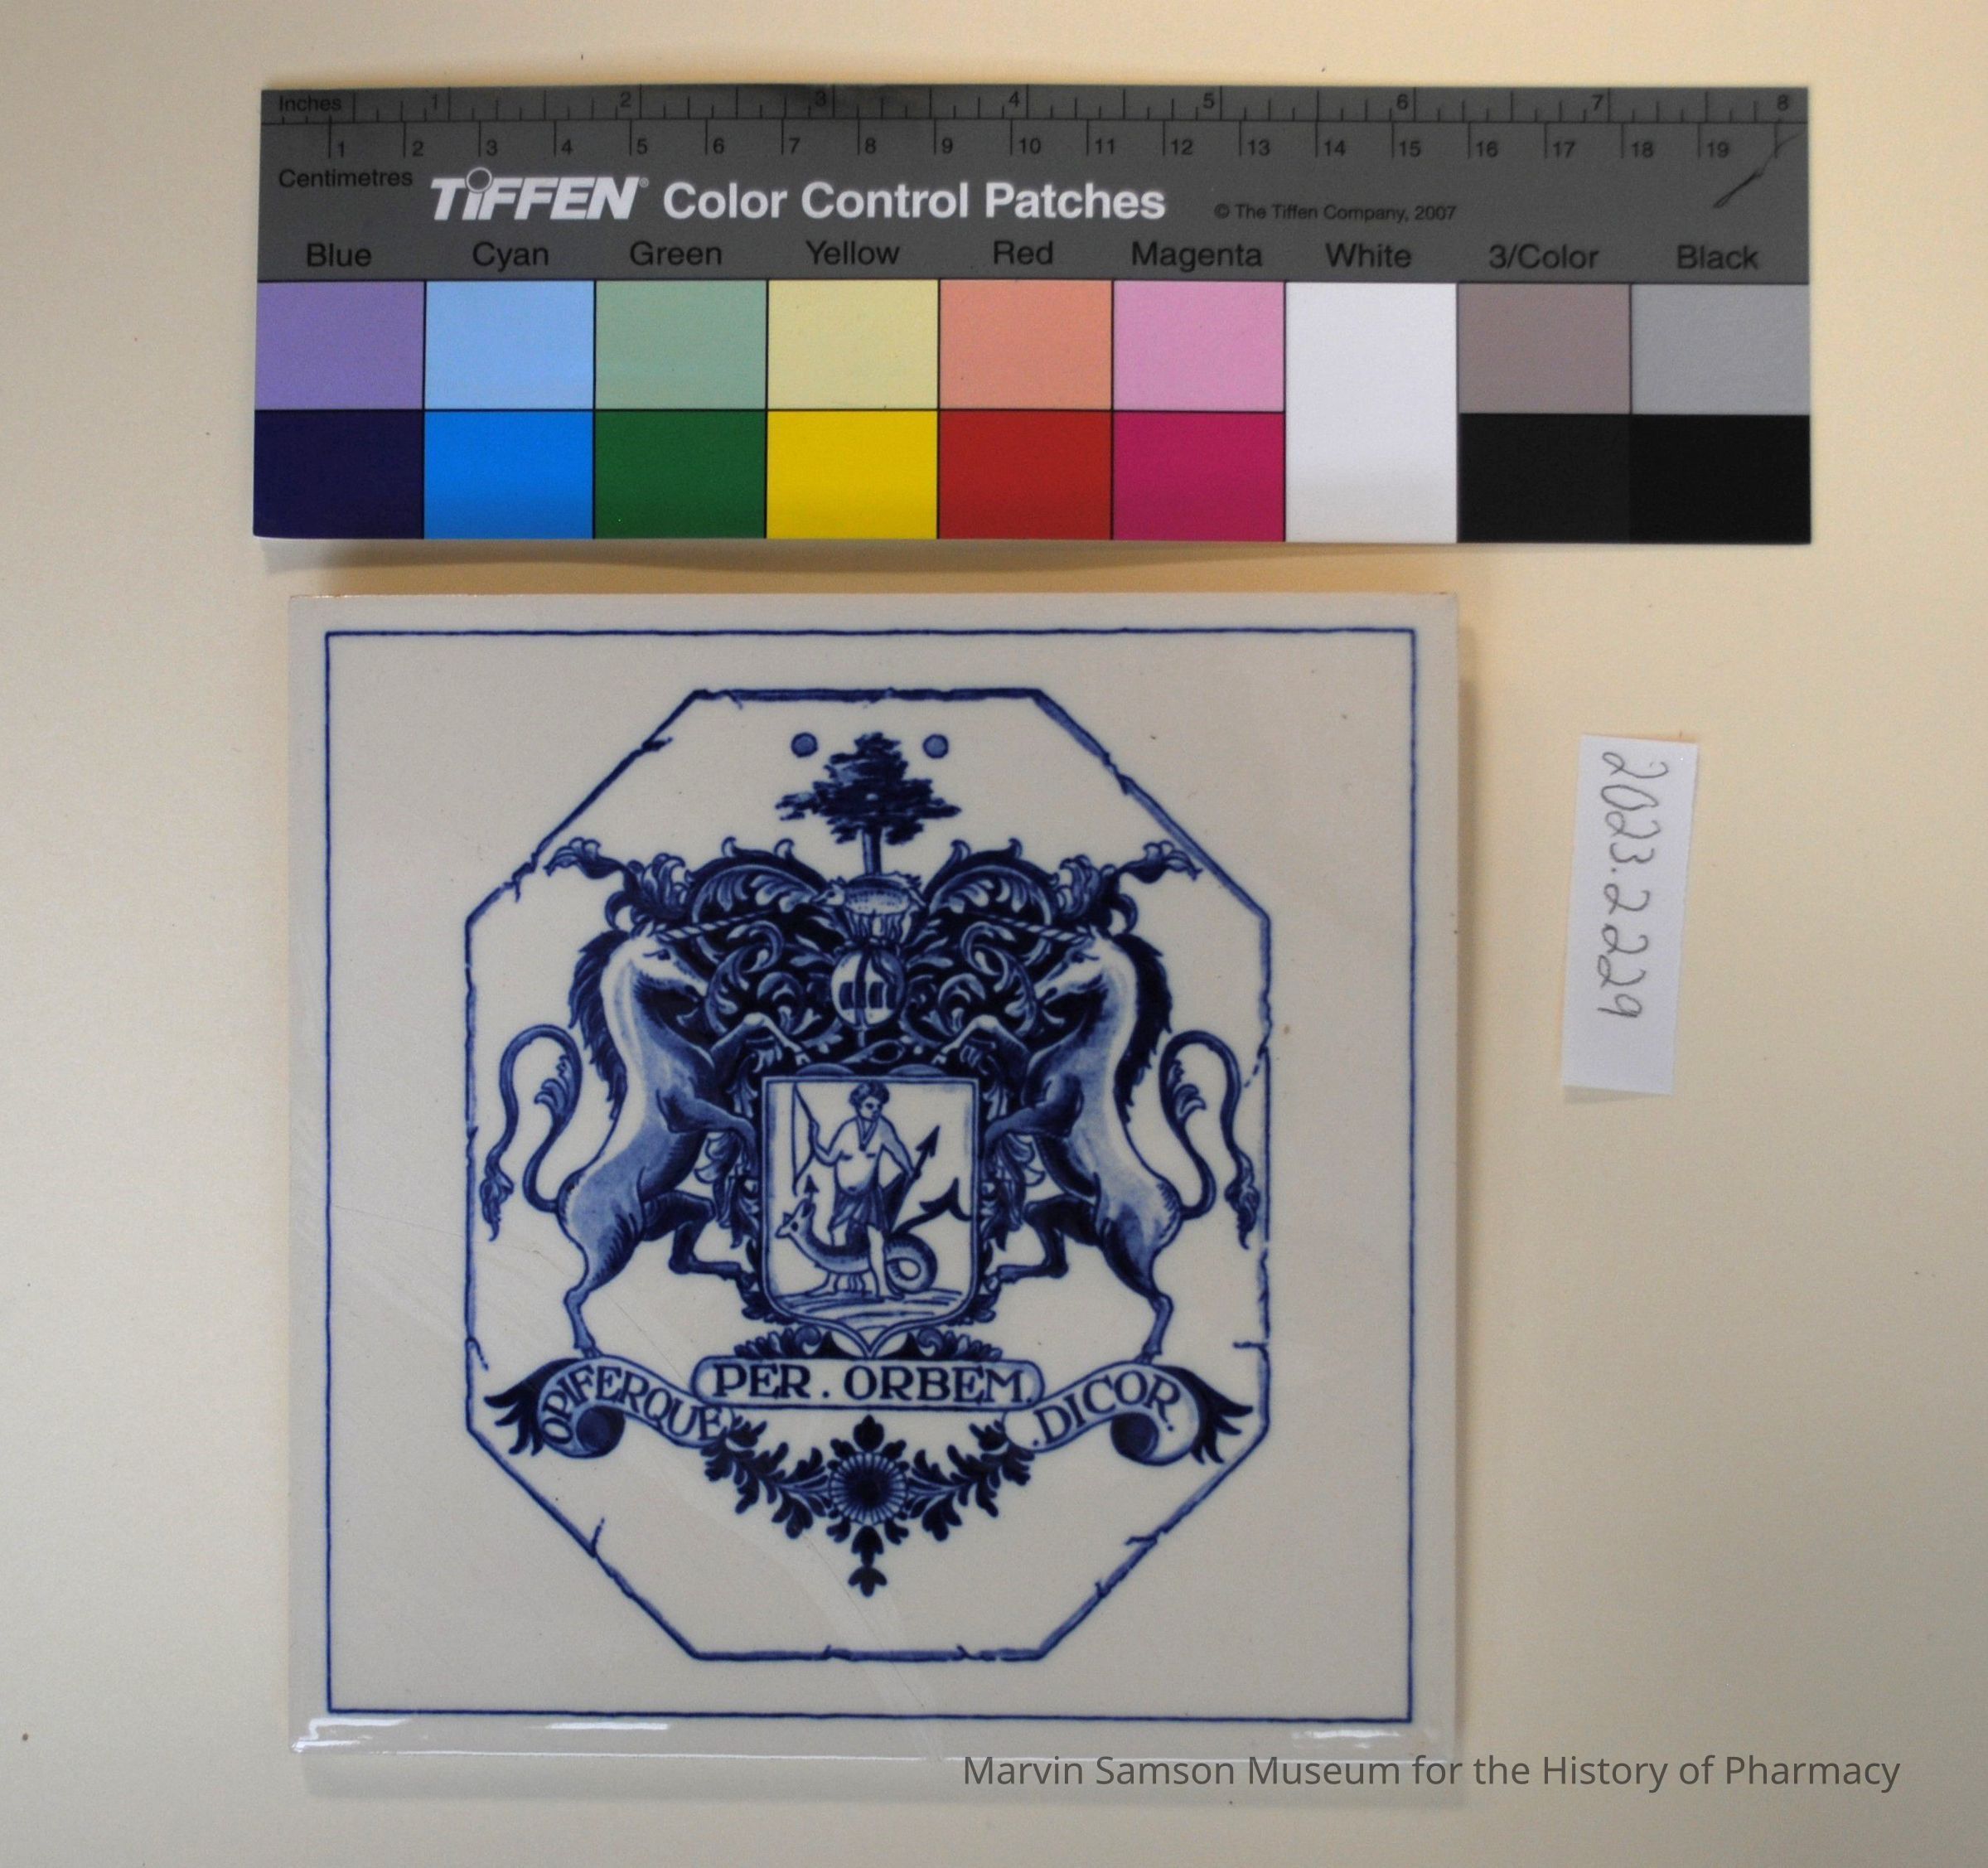 Inches 1 2 3 4 5 6 7 8
1 2 3 4 5 6 7 8 9 10 11 12 13 14 15 16 17 18 19
Centimetres
TIFFEN® Color Control Patches © The Tiffen Company, 2007
Blue Cyan Green Yellow Red Magenta White 3/Color Black
2023.2.229
OPIFERQUE PER . ORBEM . DICOR .
Marvin Samson Museum for the History of Pharmacy